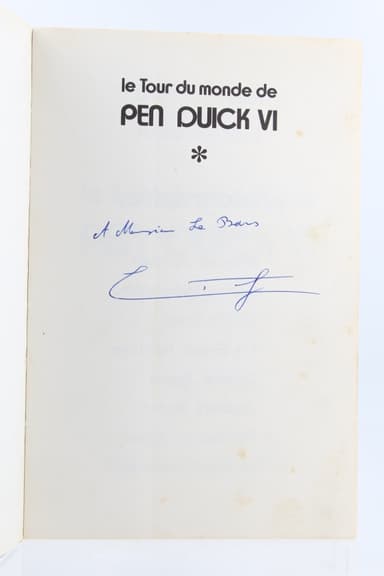 le Tour du monde de
PEN DUICK VI
*
A Monsieur Le Bars